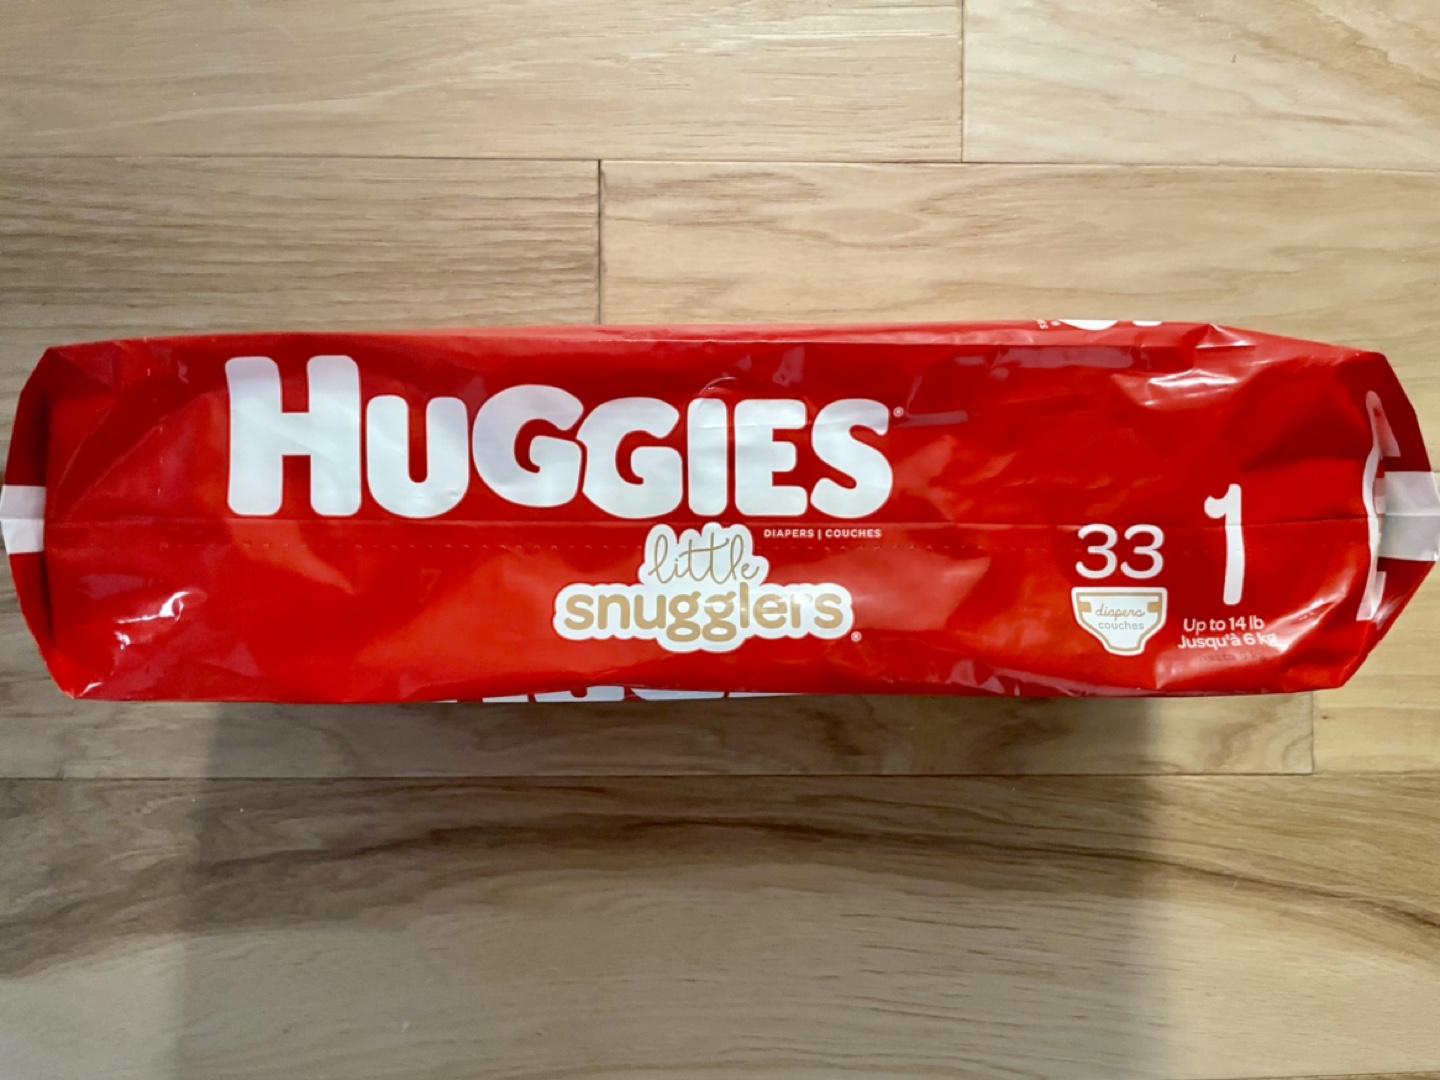 HUGGIES®
DIAPERS | COUCHES
little
snugglers®
33
diapers
couches
1
Up to 14 lb
Jusqu'à 6 kg